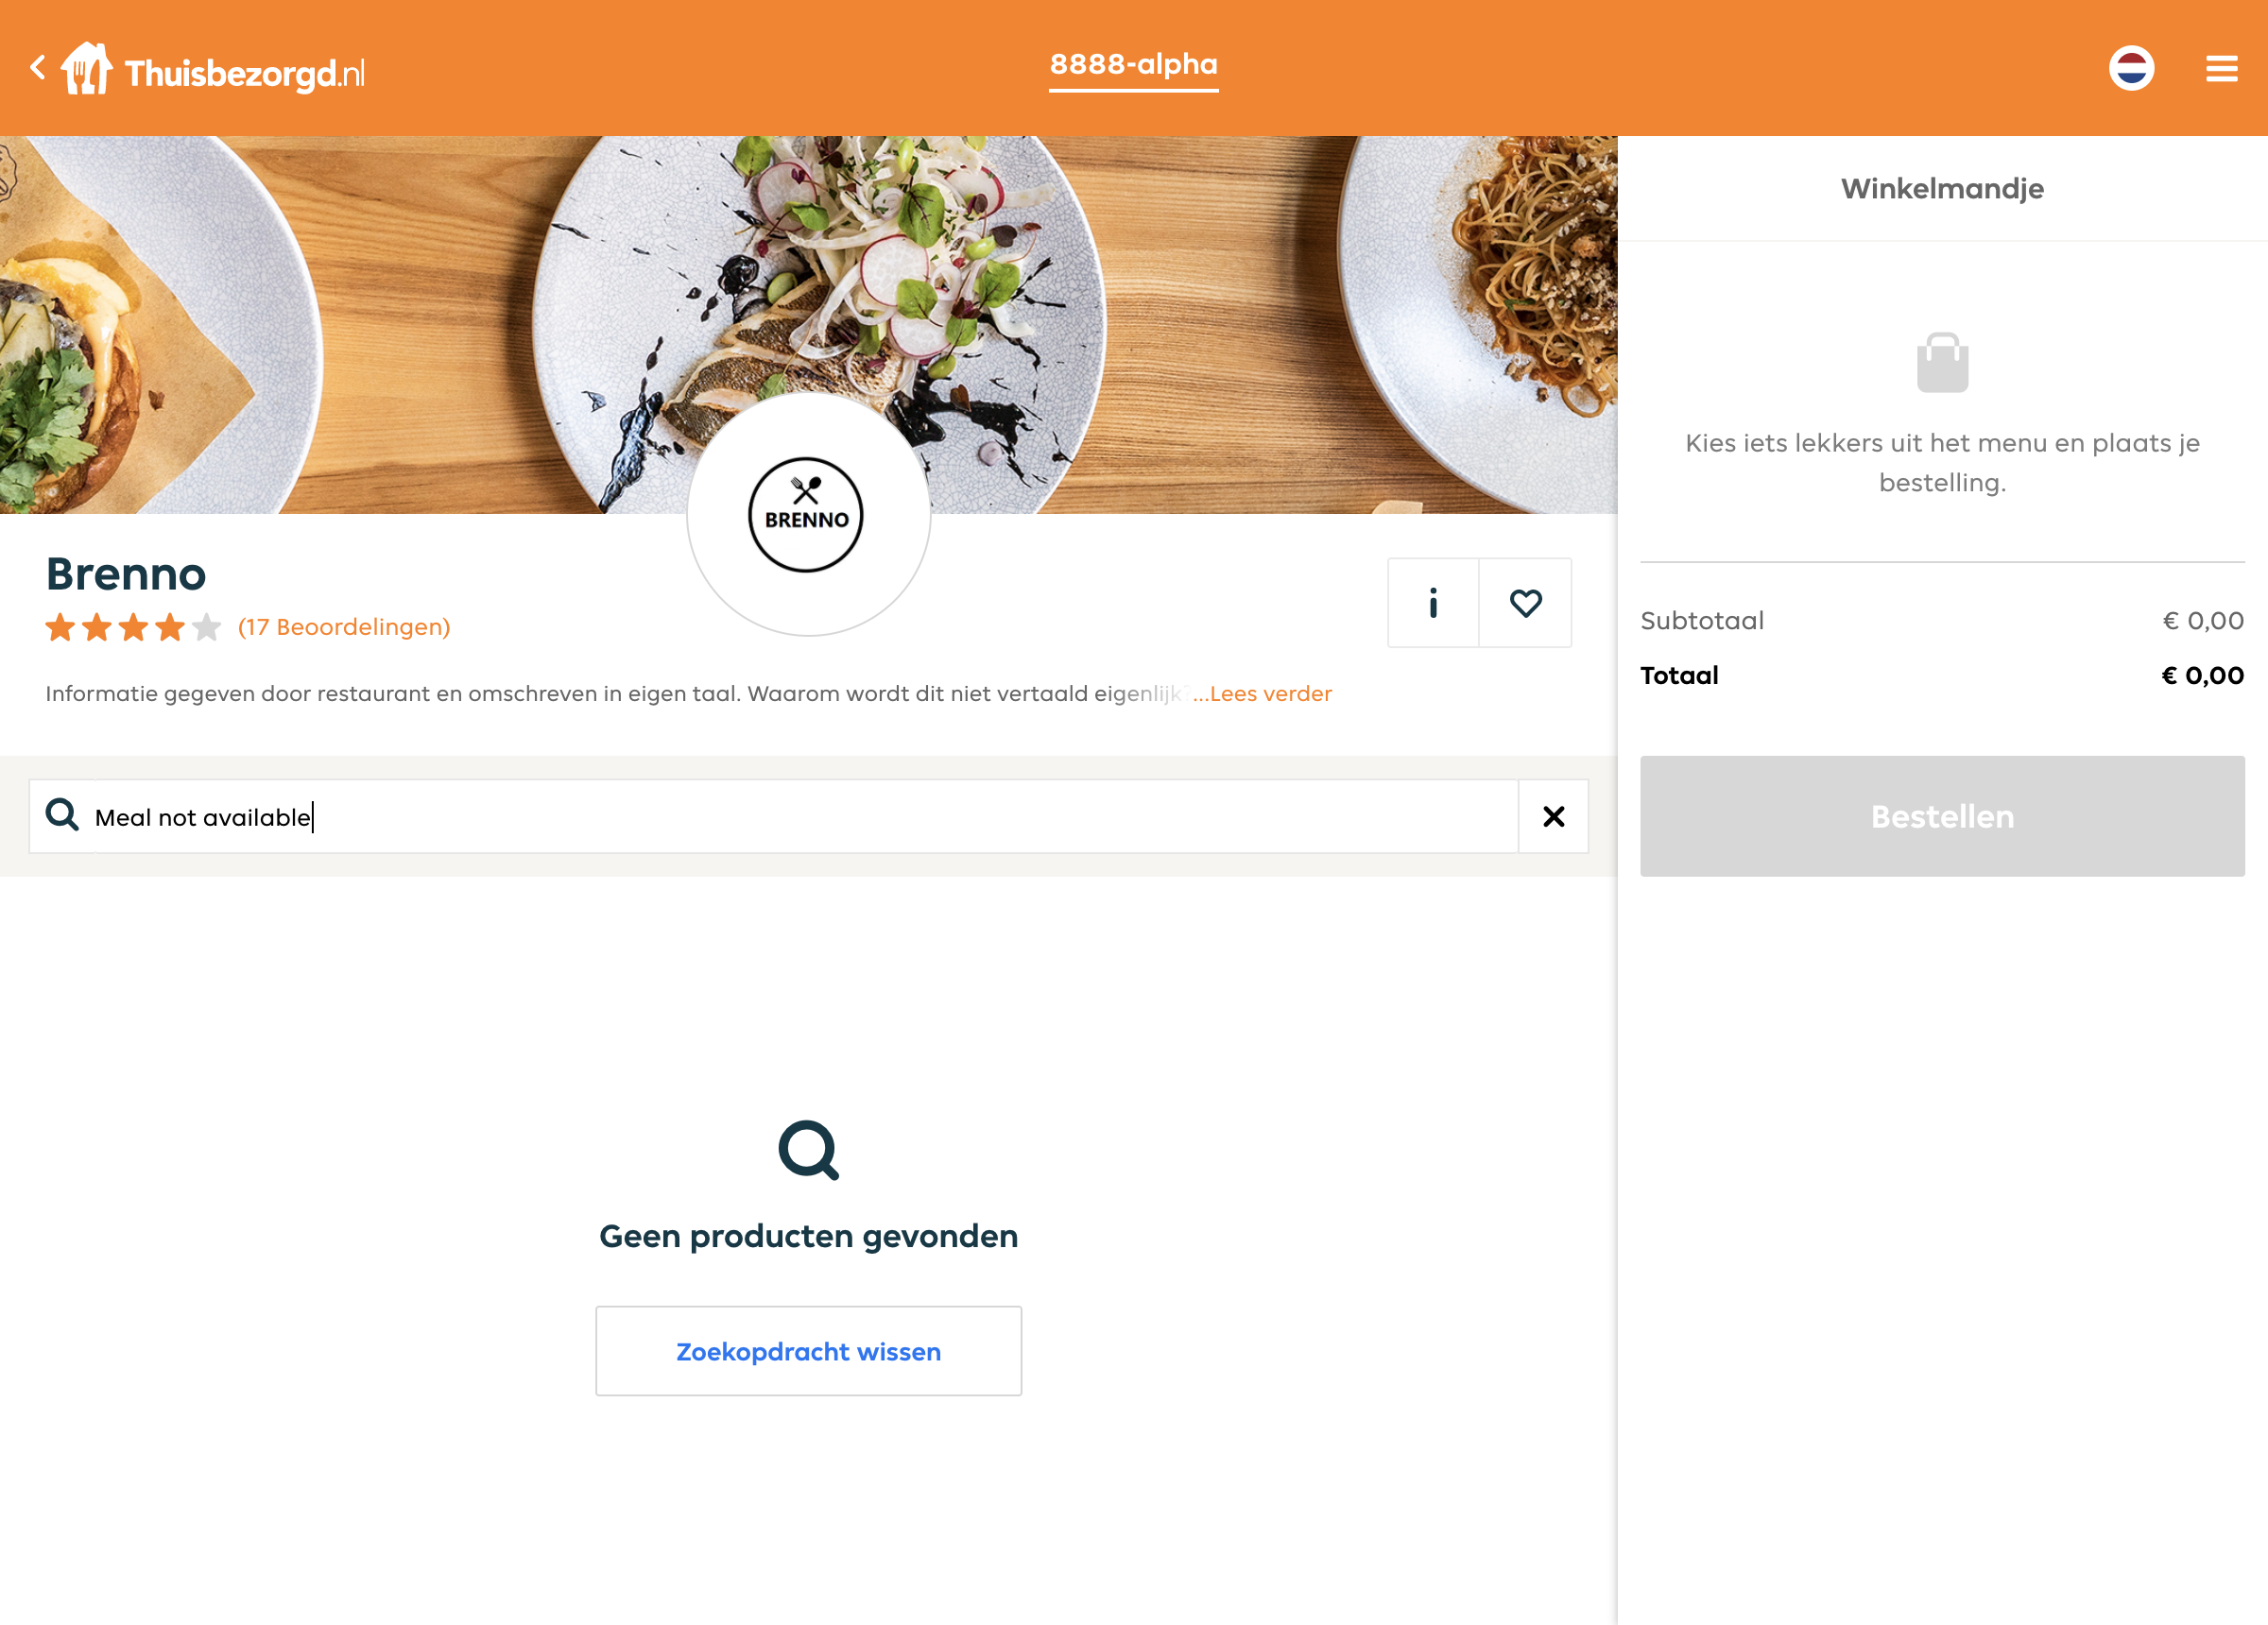 Thuisbezorgd.nl
8888-alpha
BRENNO
Brenno
(17 Beoordelingen)
Informatie gegeven door restaurant en omschreven in eigen taal. Waarom wordt dit niet vertaald eigenlijk?...Lees verder
Meal not available
Geen producten gevonden
Zoekopdracht wissen
Winkelmandje
Kies iets lekkers uit het menu en plaats je
bestelling.
Subtotaal € 0,00
Totaal € 0,00
Bestellen